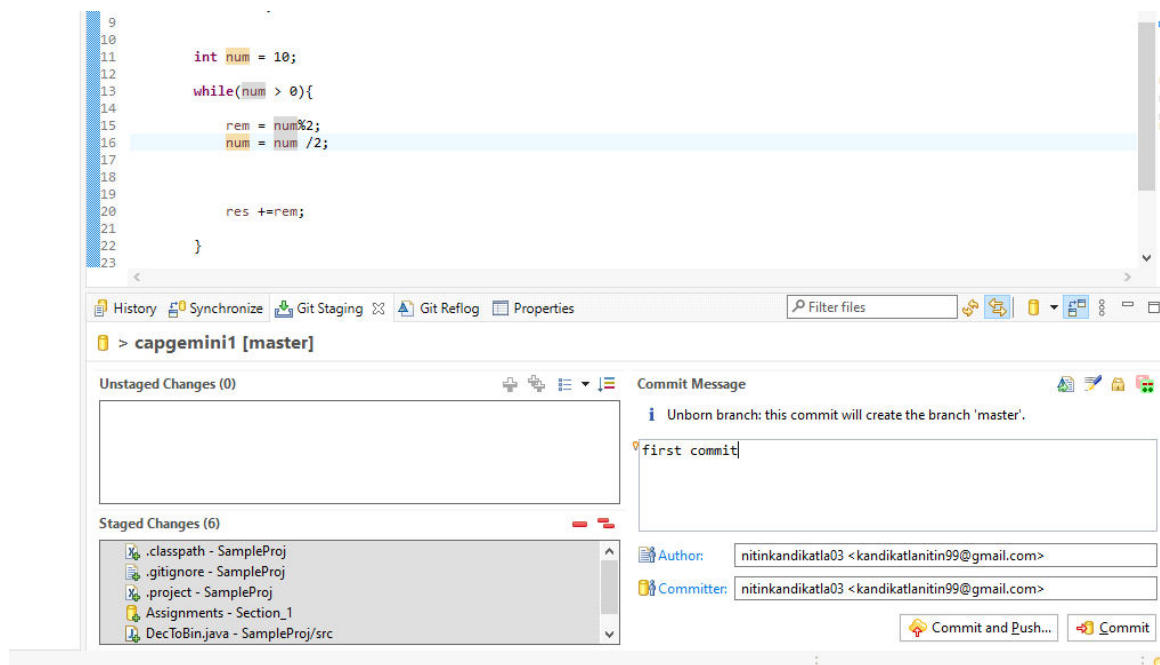 9
10
11 int num = 10;
12
13 while(num > 0){
14
15 rem = num%2;
16 num = num /2;
17
18
19
20 res +=rem;
21
22 }
23
History Synchronize Git Staging Git Reflog Properties Filter files
> capgemini1 [master]
Unstaged Changes (0)
Commit Message
i Unborn branch: this commit will create the branch 'master'.
first commit
Staged Changes (6)
.classpath - SampleProj
.gitignore - SampleProj
.project - SampleProj
Assignments - Section_1
DecToBin.java - SampleProj/src
Author: nitinkandikatla03 <kandikatlanitin99@gmail.com>
Committer: nitinkandikatla03 <kandikatlanitin99@gmail.com>
Commit and Push... Commit